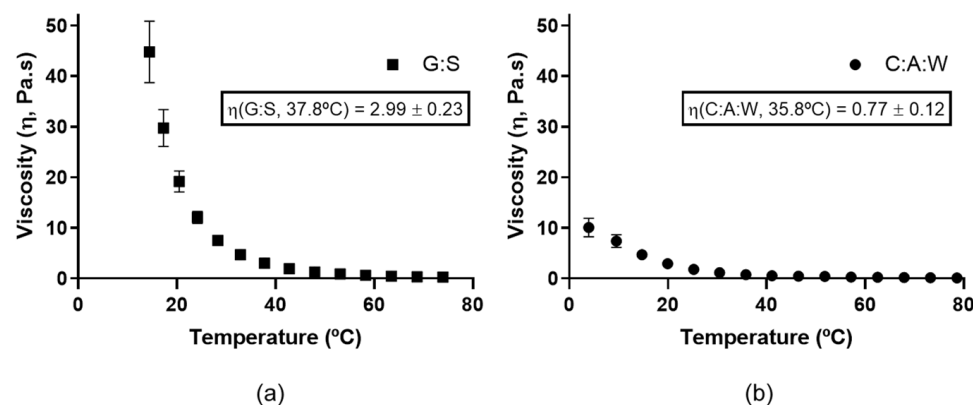 50
40
30
20
10
0
Viscosity (η, Pa.s)
G:S
η(G:S, 37.8ºC) = 2.99 ± 0.23
0 20 40 60 80
Temperature (ºC)
(a)
50
40
30
20
10
0
Viscosity (η, Pa.s)
C:A:W
η(C:A:W, 35.8ºC) = 0.77 ± 0.12
0 20 40 60 80
Temperature (ºC)
(b)